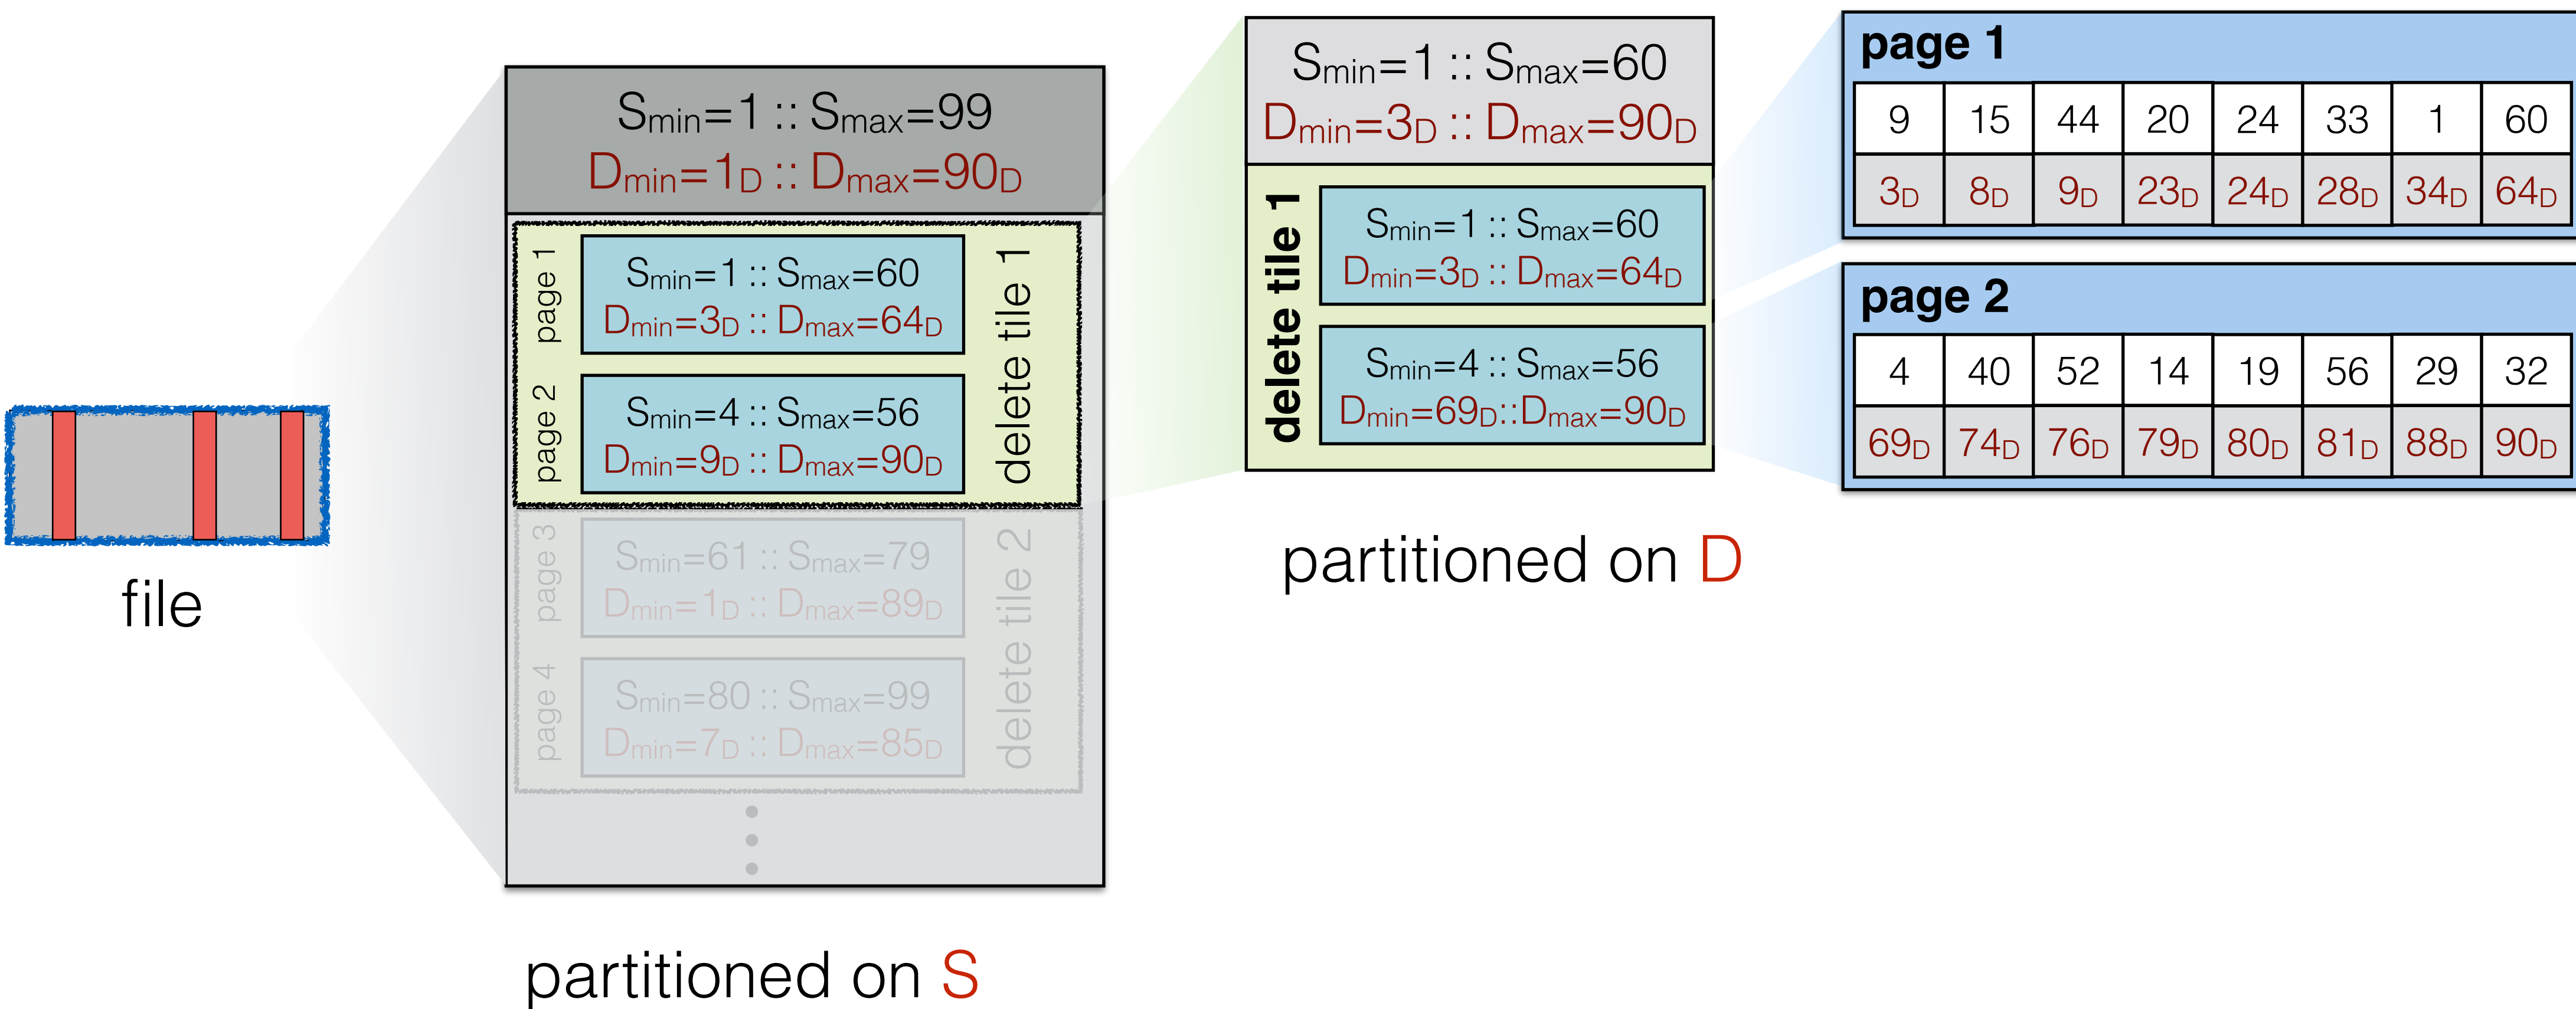 file
Smin=1 :: Smax=99
Dmin=1D :: Dmax=90D
page 1
Smin=1 :: Smax=60
Dmin=3D :: Dmax=64D
page 2
Smin=4 :: Smax=56
Dmin=9D :: Dmax=90D
delete tile 1
page 3
Smin=61 :: Smax=79
Dmin=1D :: Dmax=89D
page 4
Smin=80 :: Smax=99
Dmin=7D :: Dmax=85D
delete tile 2
partitioned on S
Smin=1 :: Smax=60
Dmin=3D :: Dmax=90D
delete tile 1
Smin=1 :: Smax=60
Dmin=3D :: Dmax=64D
Smin=4 :: Smax=56
Dmin=69D::Dmax=90D
partitioned on D
page 1
9 15 44 20 24 33 1 60
3D 8D 9D 23D 24D 28D 34D 64D
page 2
4 40 52 14 19 56 29 32
69D 74D 76D 79D 80D 81D 88D 90D